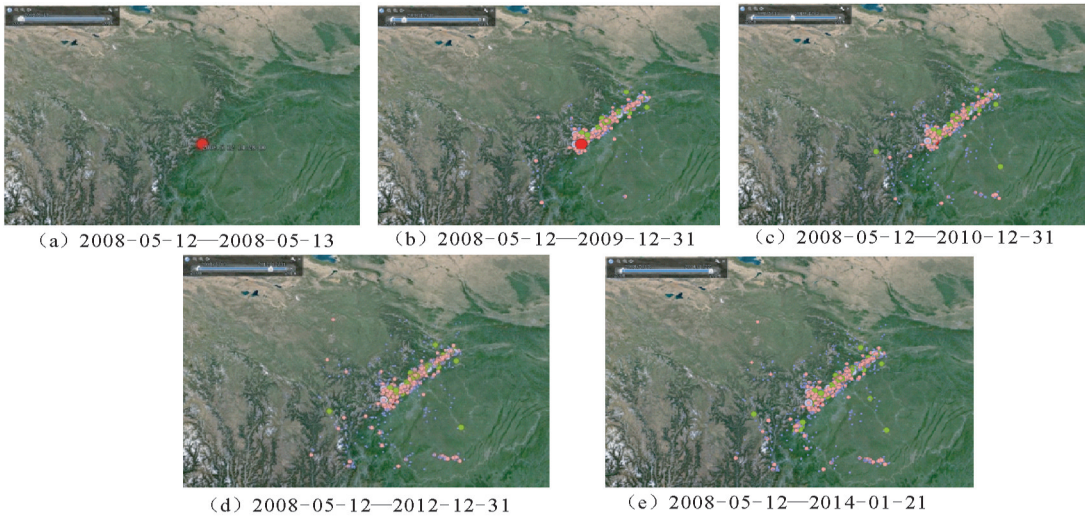 (a) 2008-05-12—2008-05-13
(b) 2008-05-12—2009-12-31
(c) 2008-05-12—2010-12-31
(d) 2008-05-12—2012-12-31
(e) 2008-05-12—2014-01-21